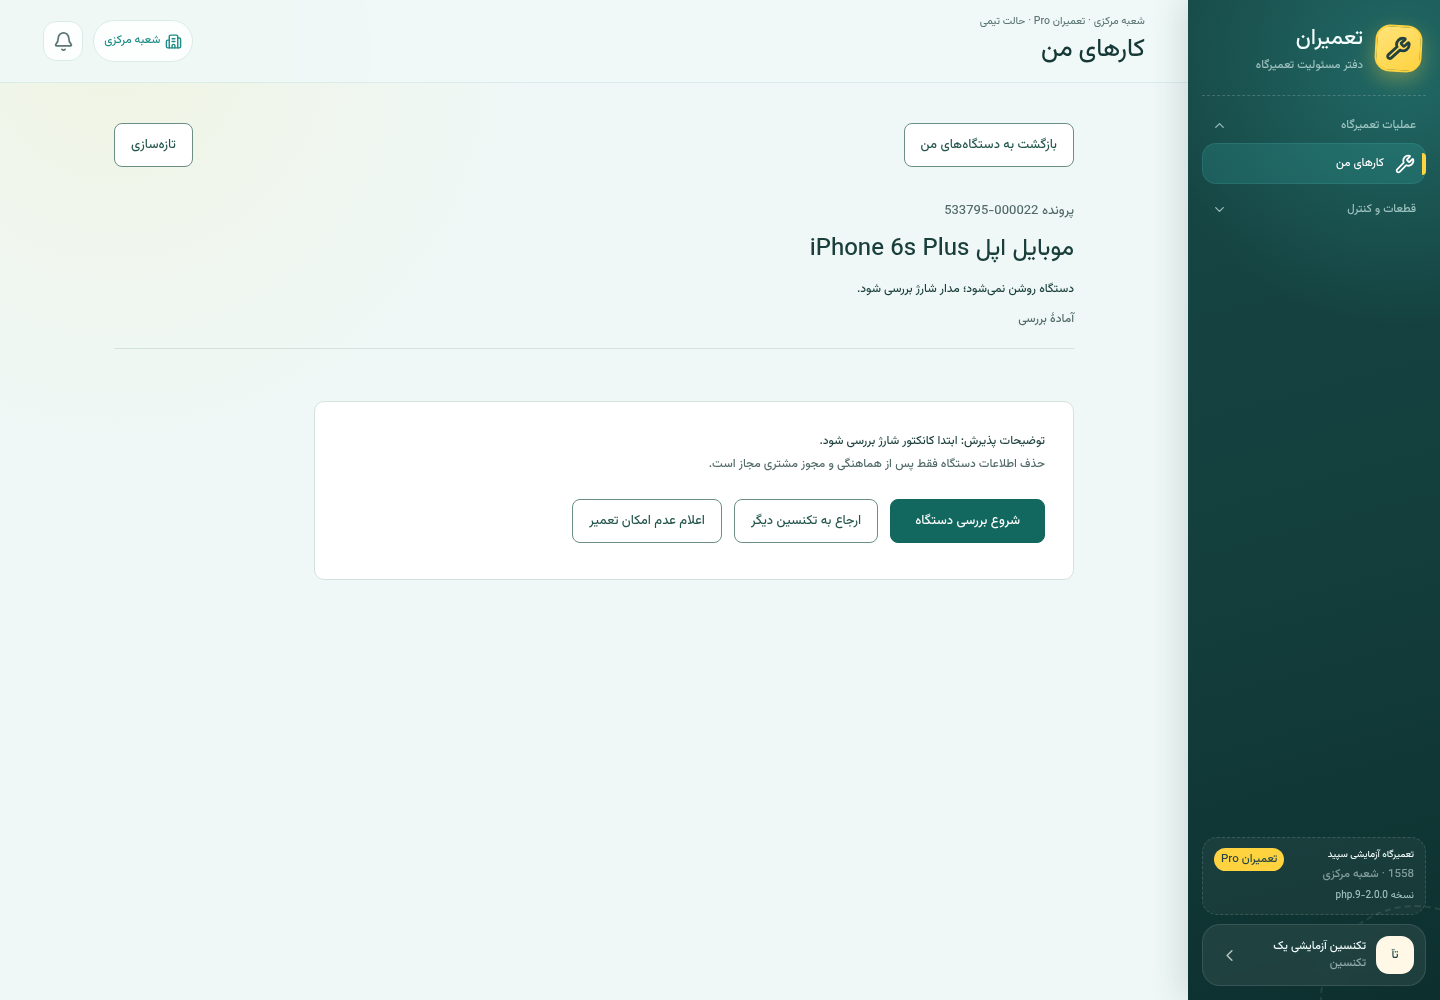 تعمیران
دفتر مسئولیت تعمیرگاه
عملیات تعمیرگاه
کارهای من
قطعات و کنترل
تعمیرگاه آزمایشی سپید
تعمیران Pro
1558 · شعبه مرکزی
نسخه php.9-2.0.0
تآ
تکنسین آزمایشی یک
تکنسین
شعبه مرکزی · تعمیران Pro · حالت تیمی
کارهای من
شعبه مرکزی
بازگشت به دستگاه‌های من
تازه‌سازی
پرونده 000022-533795
موبایل اپل iPhone 6s Plus
دستگاه روشن نمی‌شود؛ مدار شارژ بررسی شود.
آمادهٔ بررسی
توضیحات پذیرش: ابتدا کانکتور شارژ بررسی شود.
حذف اطلاعات دستگاه فقط پس از هماهنگی و مجوز مشتری مجاز است.
شروع بررسی دستگاه
ارجاع به تکنسین دیگر
اعلام عدم امکان تعمیر